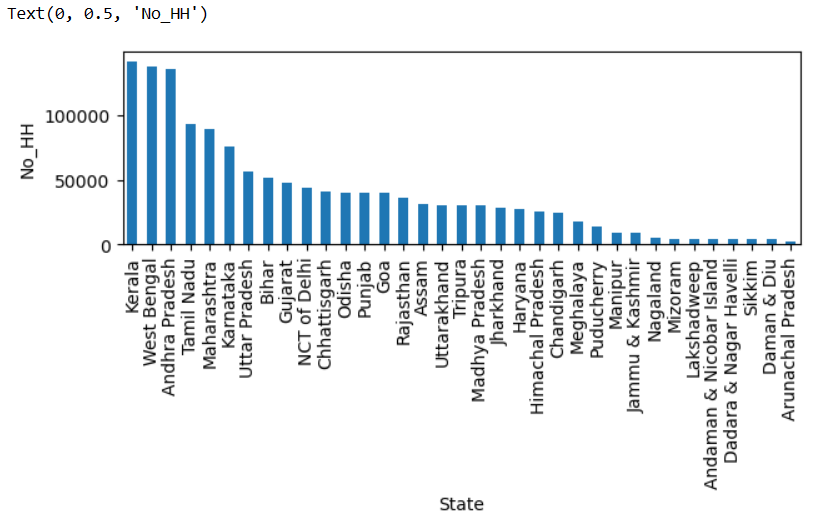 Text(0, 0.5, 'No_HH')
No_HH
100000
50000
0
Kerala
West Bengal
Andhra Pradesh
Tamil Nadu
Maharashtra
Karnataka
Uttar Pradesh
Bihar
Gujarat
NCT of Delhi
Chhattisgarh
Odisha
Punjab
Goa
Rajasthan
Assam
Uttarakhand
Tripura
Madhya Pradesh
Jharkhand
Haryana
Himachal Pradesh
Chandigarh
Meghalaya
Puducherry
Manipur
Jammu & Kashmir
Nagaland
Mizoram
Lakshadweep
Andaman & Nicobar Island
Dadara & Nagar Havelli
Sikkim
Daman & Diu
Arunachal Pradesh
State